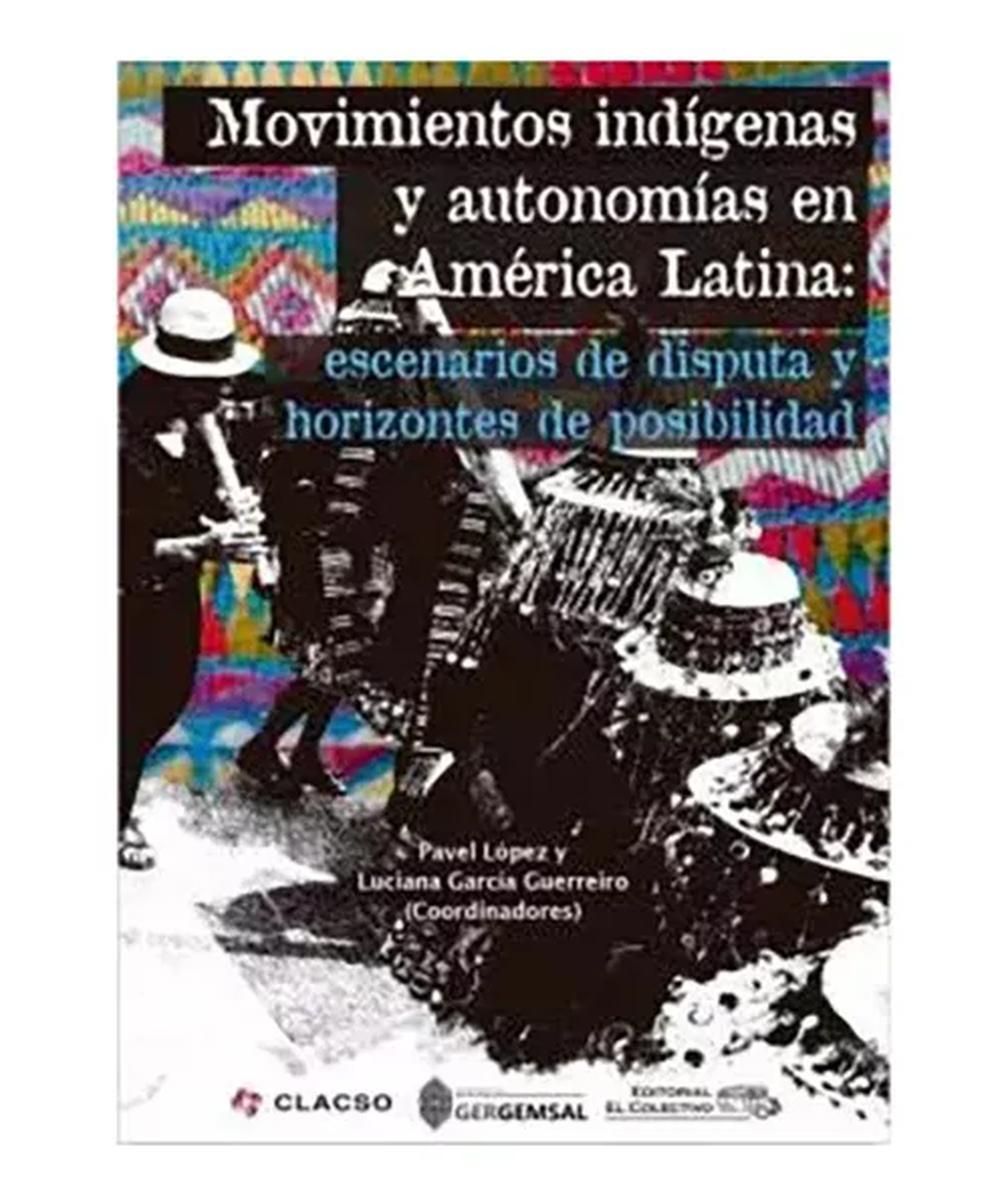 Movimientos indígenas
y autonomías en
América Latina:
escenarios de disputa y
horizontes de posibilidad
Pavel López y
Luciana García Guerreiro
(Coordinadores)
CLACSO
GERGEMSAL
EDITORIAL
EL COLECTIVO